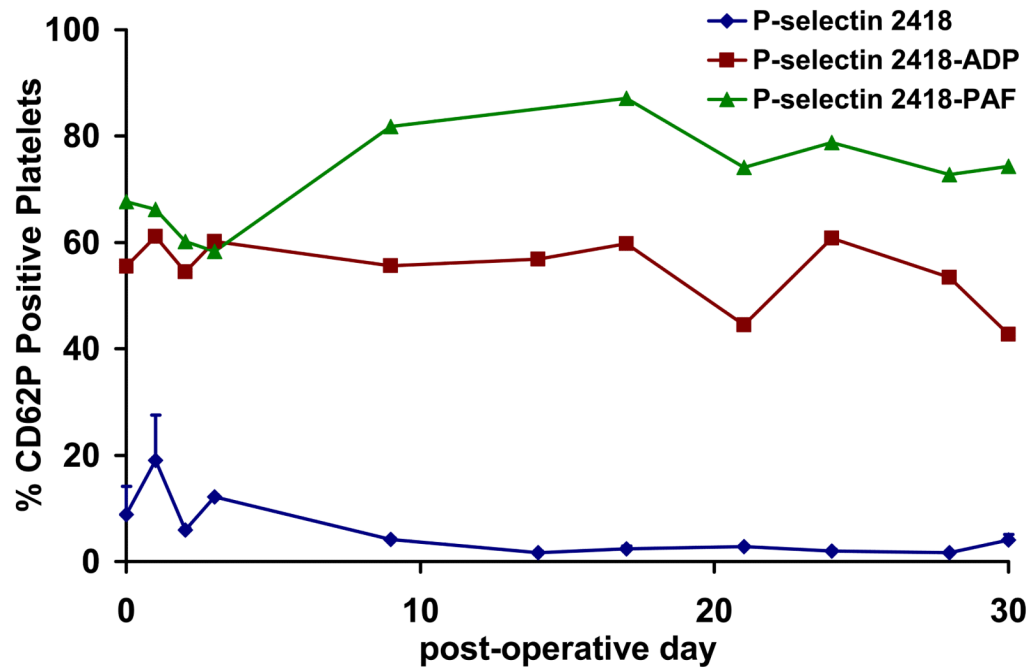 P-selectin 2418
P-selectin 2418-ADP
P-selectin 2418-PAF
% CD62P Positive Platelets
100
80
60
40
20
0
0 10 20 30
post-operative day